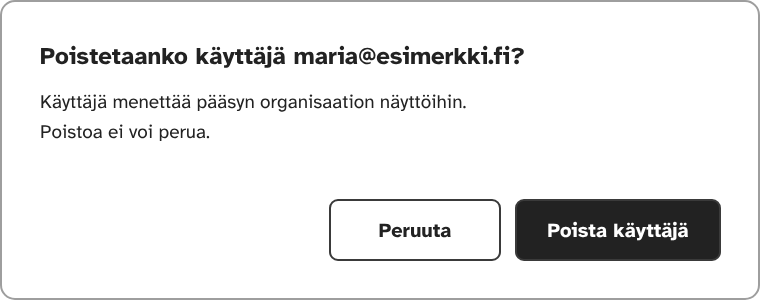 Poistetaanko käyttäjä maria@esimerkki.fi?
Käyttäjä menettää pääsyn organisaation näyttöihin.
Poistoa ei voi perua.
Peruuta
Poista käyttäjä